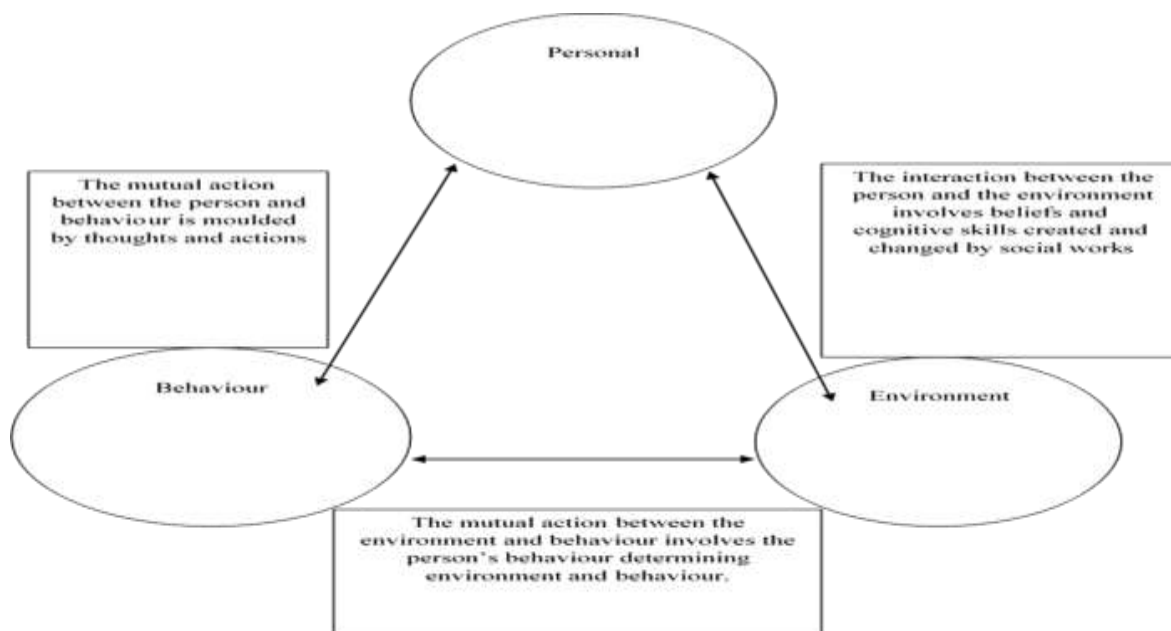 Personal
The mutual action
between the person and
behaviour is moulded
by thoughts and actions
The interaction between the
person and the environment
involves beliefs and
cognitive skills created and
changed by social works
Behaviour
Environment
The mutual action between the
environment and behaviour involves the
person's behaviour determining
environment and behaviour.